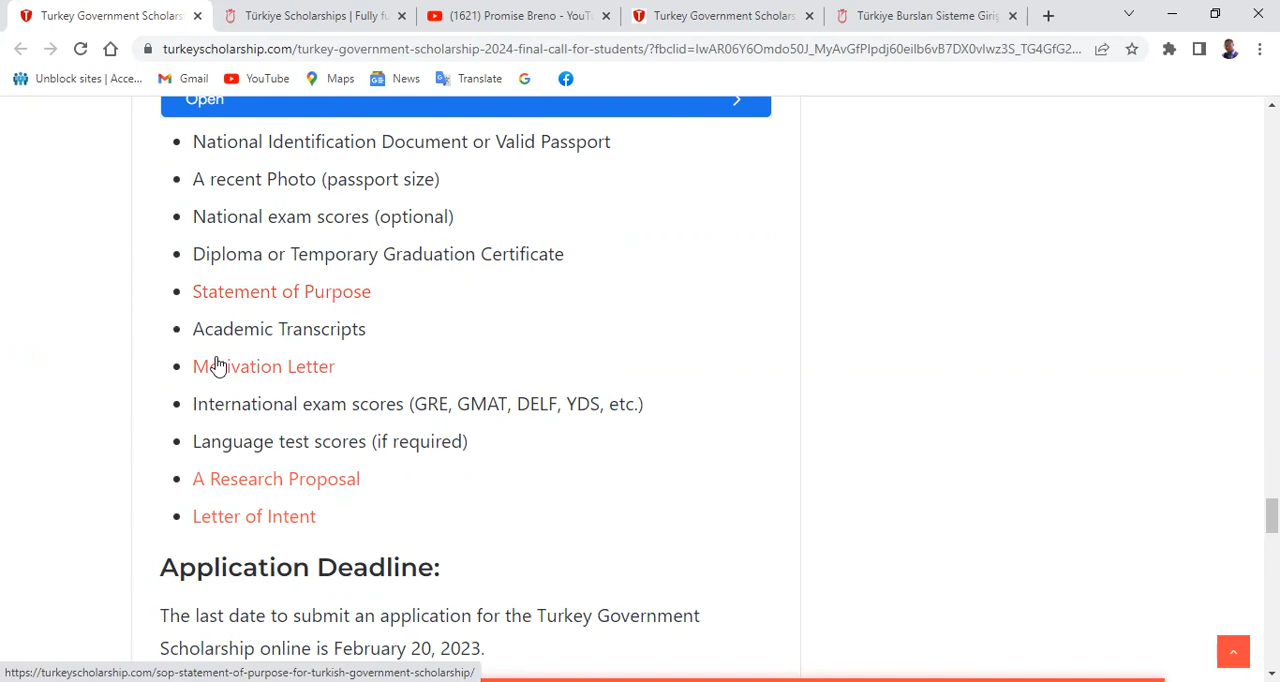 Turkey Government Scholars
Türkiye Scholarships | Fully fu
(1621) Promise Breno - YouT
Turkey Government Scholars
Türkiye Bursları Sisteme Giriş
turkeyscholarship.com/turkey-government-scholarship-2024-final-call-for-students/?fbclid=IwAR06Y6Omdo50J_MyAvGfPlpdj60eilb6vB7DX0vlwz3S_TG4GfG2...
Unblock sites | Acce...
Gmail
YouTube
Maps
News
Translate
Open
National Identification Document or Valid Passport
A recent Photo (passport size)
National exam scores (optional)
Diploma or Temporary Graduation Certificate
Statement of Purpose
Academic Transcripts
Motivation Letter
International exam scores (GRE, GMAT, DELF, YDS, etc.)
Language test scores (if required)
A Research Proposal
Letter of Intent
Application Deadline:
The last date to submit an application for the Turkey Government
Scholarship online is February 20, 2023.
https://turkeyscholarship.com/sop-statement-of-purpose-for-turkish-government-scholarship/